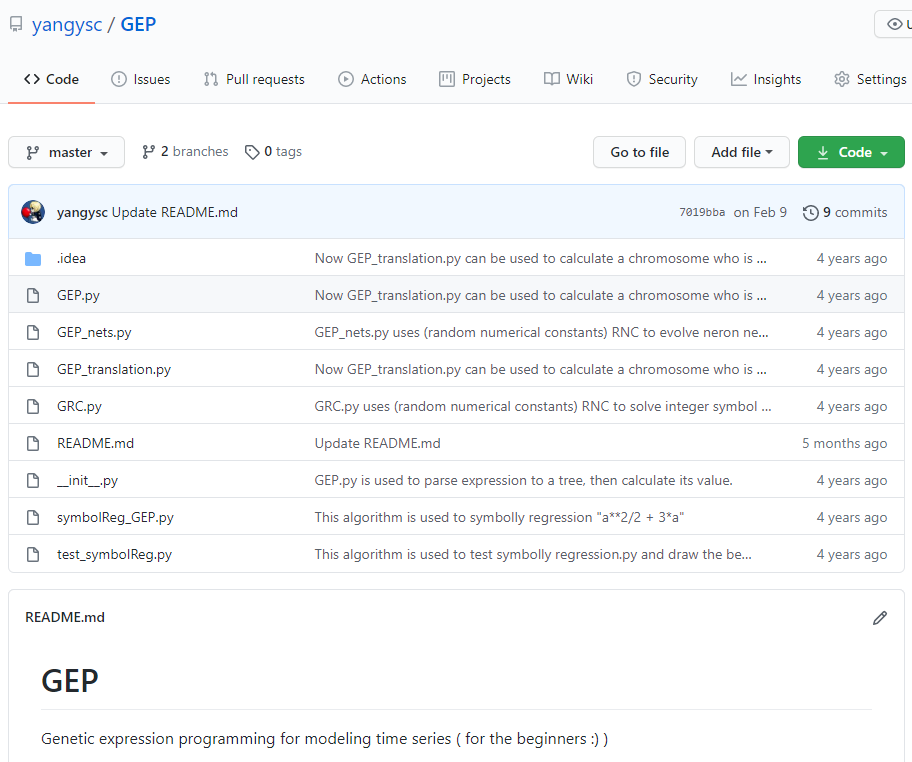 yangysc / GEP
Code Issues Pull requests Actions Projects Wiki Security Insights Settings
master 2 branches 0 tags Go to file Add file Code
yangysc Update README.md 7019bba on Feb 9 9 commits
.idea Now GEP_translation.py can be used to calculate a chromosome who is ... 4 years ago
GEP.py Now GEP_translation.py can be used to calculate a chromosome who is ... 4 years ago
GEP_nets.py GEP_nets.py uses (random numerical constants) RNC to evolve neron ne... 4 years ago
GEP_translation.py Now GEP_translation.py can be used to calculate a chromosome who is ... 4 years ago
GRC.py GRC.py uses (random numerical constants) RNC to solve integer symbol ... 4 years ago
README.md Update README.md 5 months ago
__init__.py GEP.py is used to parse expression to a tree, then calculate its value. 4 years ago
symbolReg_GEP.py This algorithm is used to symbolly regression "a**2/2 + 3*a" 4 years ago
test_symbolReg.py This algorithm is used to test symbolly regression.py and draw the be... 4 years ago
README.md
GEP
Genetic expression programming for modeling time series ( for the beginners :) )